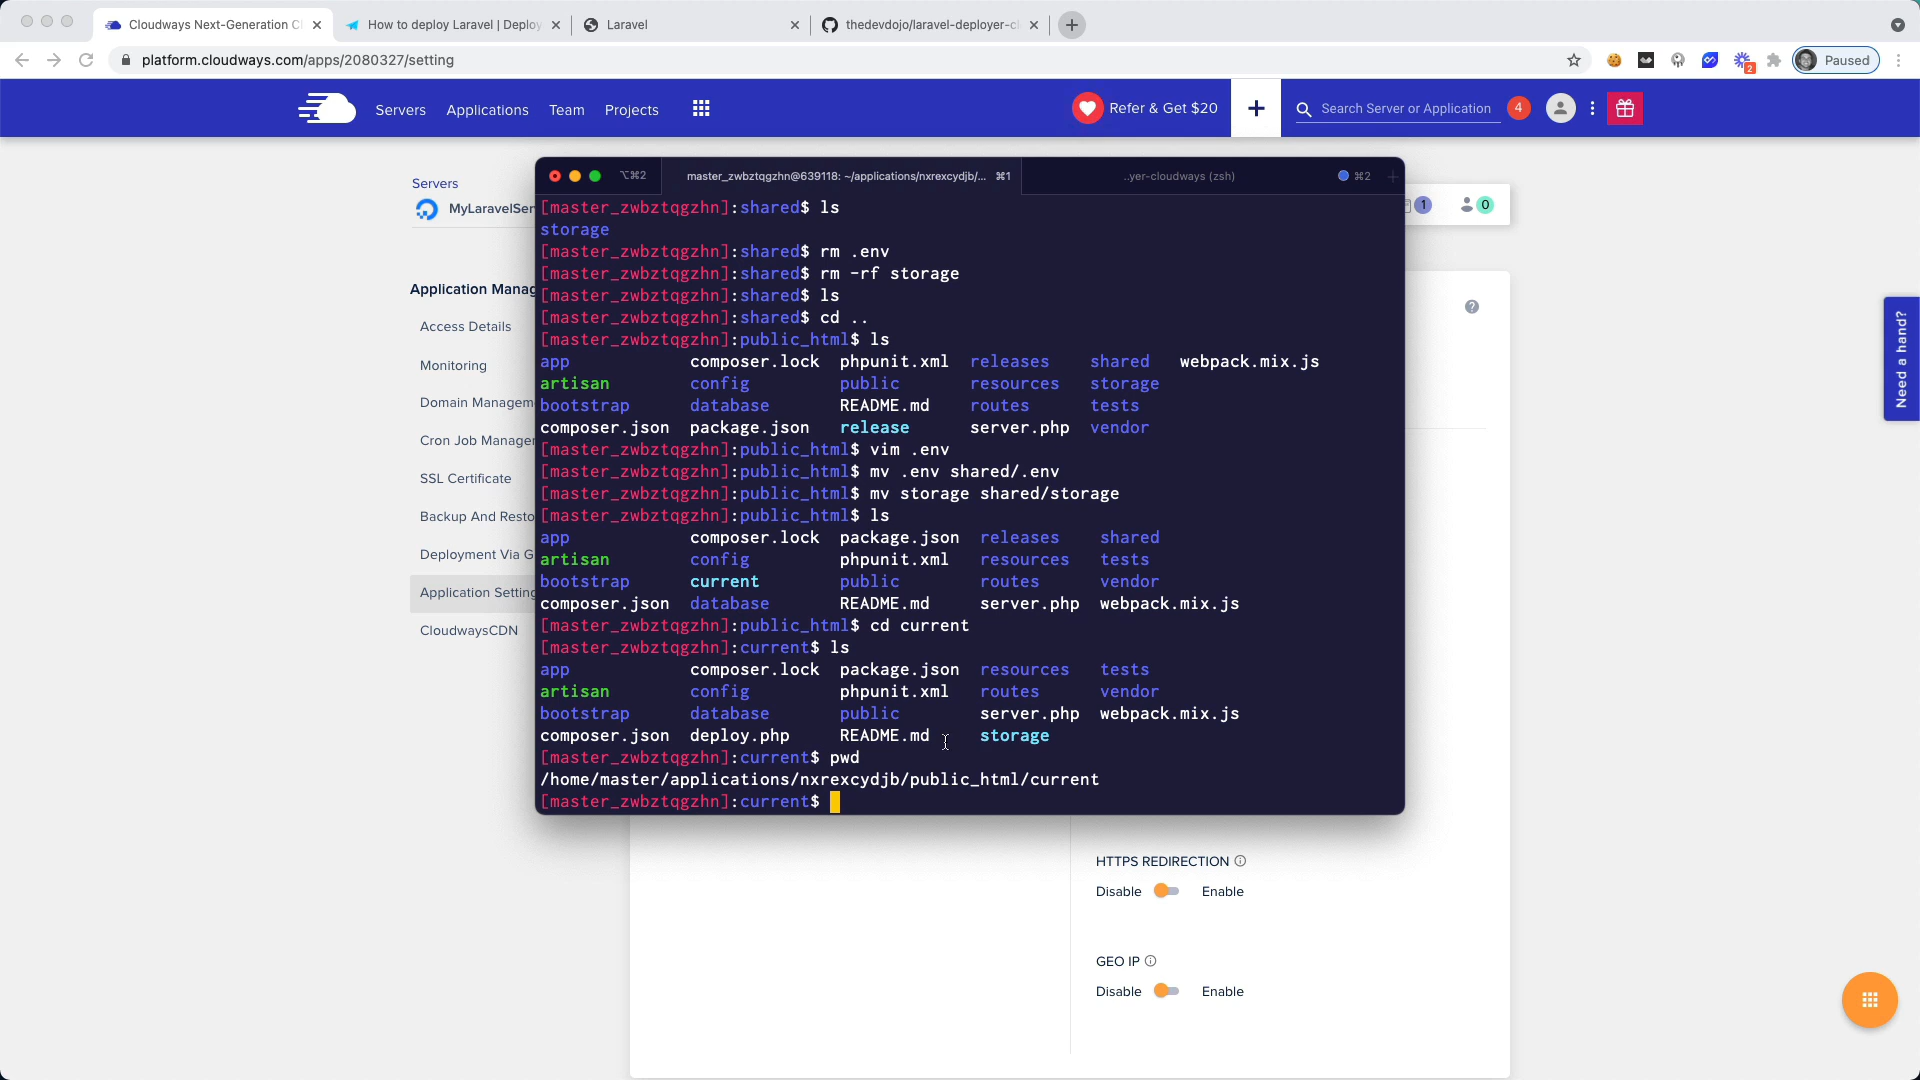 Cloudways Next-Generation C
How to deploy Laravel | Deploy
Laravel
thedevdojo/laravel-deployer-cl
platform.cloudways.com/apps/2080327/setting
2
Paused
Servers
Applications
Team
Projects
Refer & Get $20
Search Server or Application
4
Servers
MyLaravelSer
1
0
Application Manag
Access Details
Monitoring
Domain Managem
Cron Job Manager
SSL Certificate
Backup And Resto
Deployment Via G
Application Setting
CloudwaysCDN
⌥⌘2
master_zwbztqgzhn@639118: ~/applications/nxrexcydjb/...
⌘1
..yer-cloudways (zsh)
⌘2
[master_zwbztqgzhn]:shared$ ls
storage
[master_zwbztqgzhn]:shared$ rm .env
[master_zwbztqgzhn]:shared$ rm -rf storage
[master_zwbztqgzhn]:shared$ ls
[master_zwbztqgzhn]:shared$ cd ..
[master_zwbztqgzhn]:public_html$ ls
app composer.lock phpunit.xml releases shared webpack.mix.js
artisan config public resources storage
bootstrap database README.md routes tests
composer.json package.json release server.php vendor
[master_zwbztqgzhn]:public_html$ vim .env
[master_zwbztqgzhn]:public_html$ mv .env shared/.env
[master_zwbztqgzhn]:public_html$ mv storage shared/storage
[master_zwbztqgzhn]:public_html$ ls
app composer.lock package.json releases shared
artisan config phpunit.xml resources tests
bootstrap current public routes vendor
composer.json database README.md server.php webpack.mix.js
[master_zwbztqgzhn]:public_html$ cd current
[master_zwbztqgzhn]:current$ ls
app composer.lock package.json resources tests
artisan config phpunit.xml routes vendor
bootstrap database public server.php webpack.mix.js
composer.json deploy.php README.md storage
[master_zwbztqgzhn]:current$ pwd
/home/master/applications/nxrexcydjb/public_html/current
[master_zwbztqgzhn]:current$
Need a hand?
HTTPS REDIRECTION
Disable
Enable
GEO IP
Disable
Enable